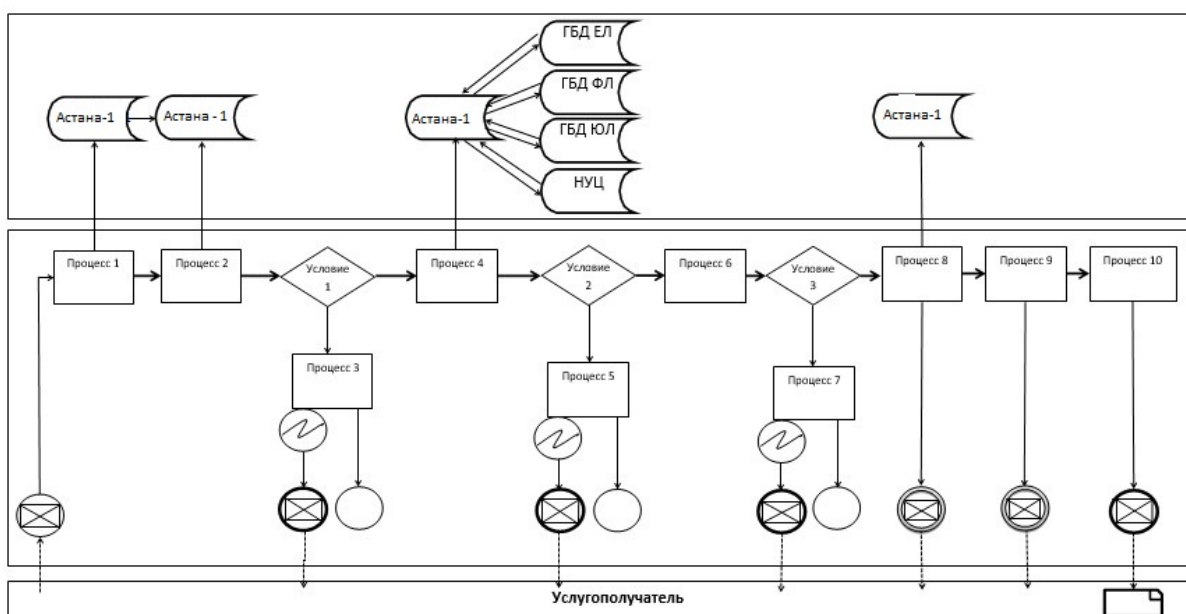 ГБД ЕЛ
ГБД ФЛ
ГБД ЮЛ
НУЦ
Астана-1
Астана - 1
Астана-1
Астана-1
Процесс 1
Процесс 2
Условие
1
Процесс 4
Условие
2
Процесс 6
Условие
3
Процесс 8
Процесс 9
Процесс 10
Процесс 3
Процесс 5
Процесс 7
Услугополучатель